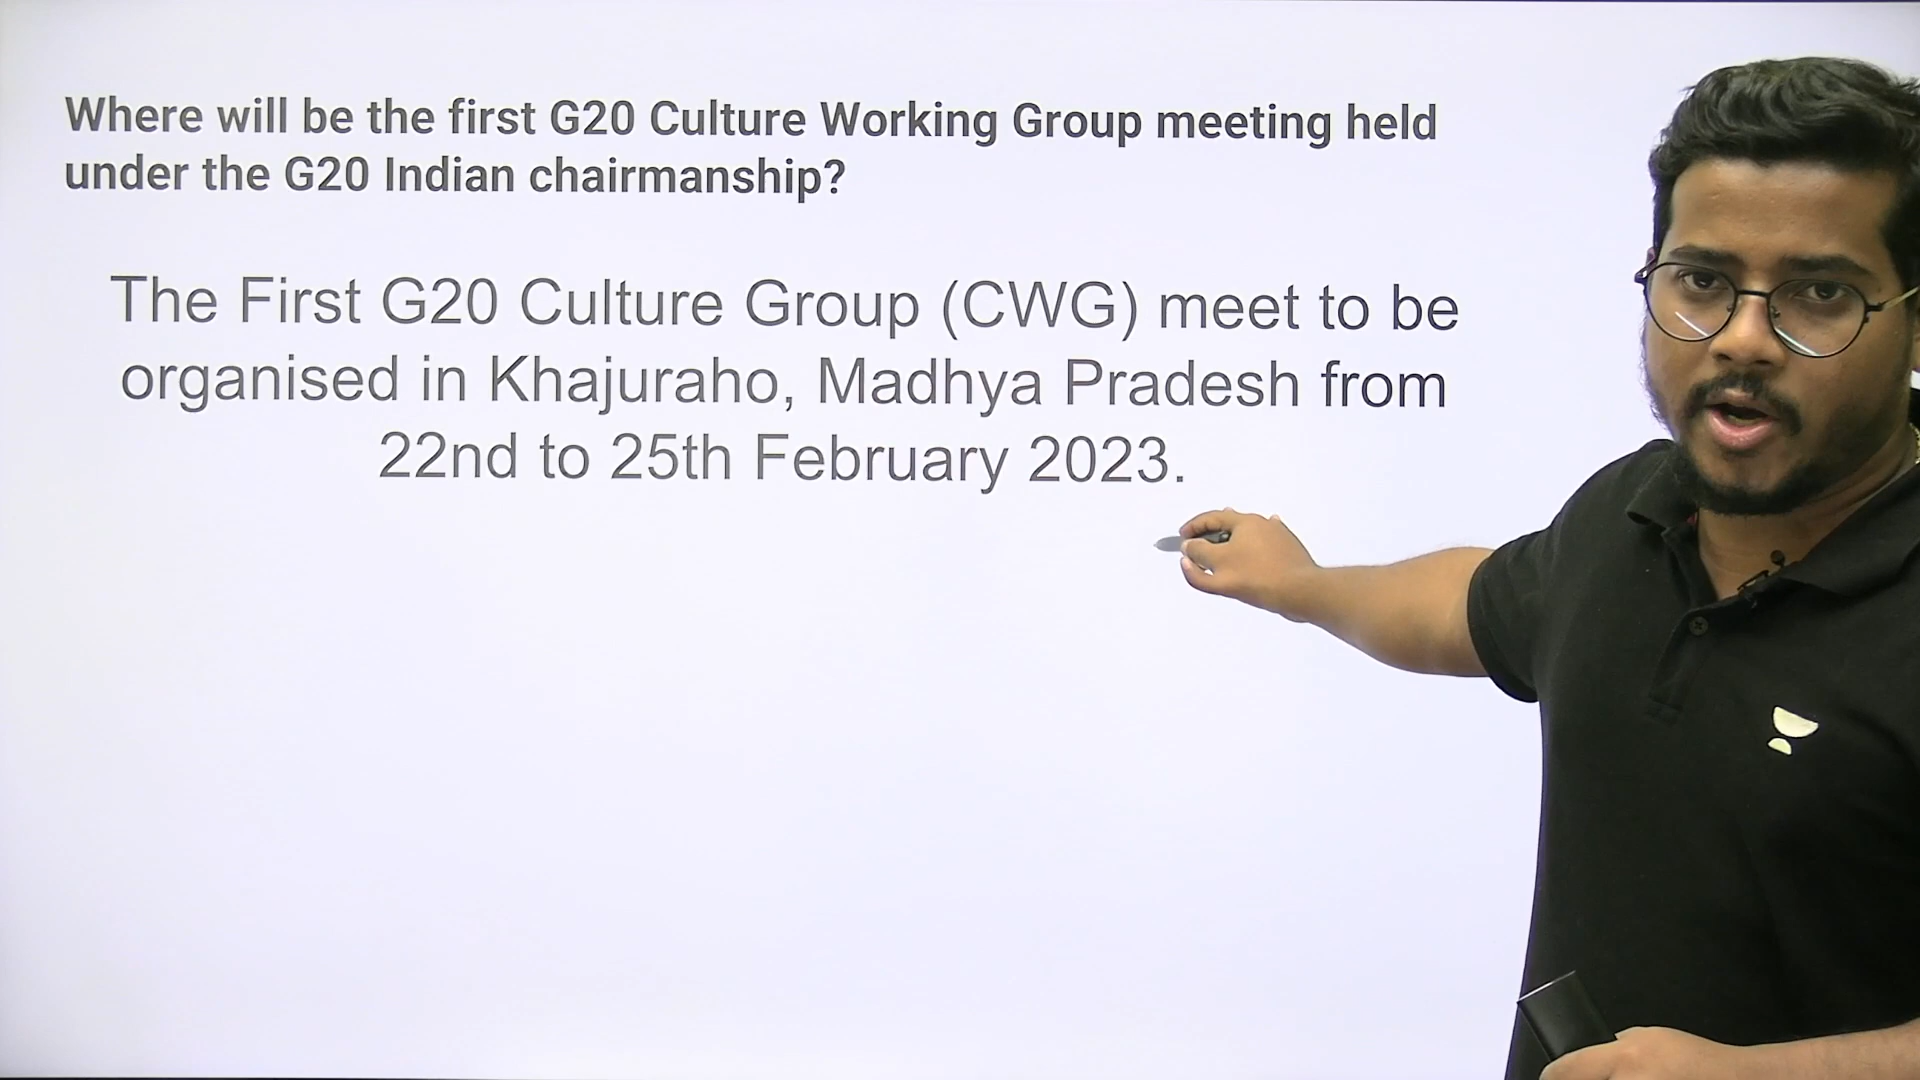 Where will be the first G20 Culture Working Group meeting held
under the G20 Indian chairmanship?
The First G20 Culture Group (CWG) meet to be
organised in Khajuraho, Madhya Pradesh from
22nd to 25th February 2023.